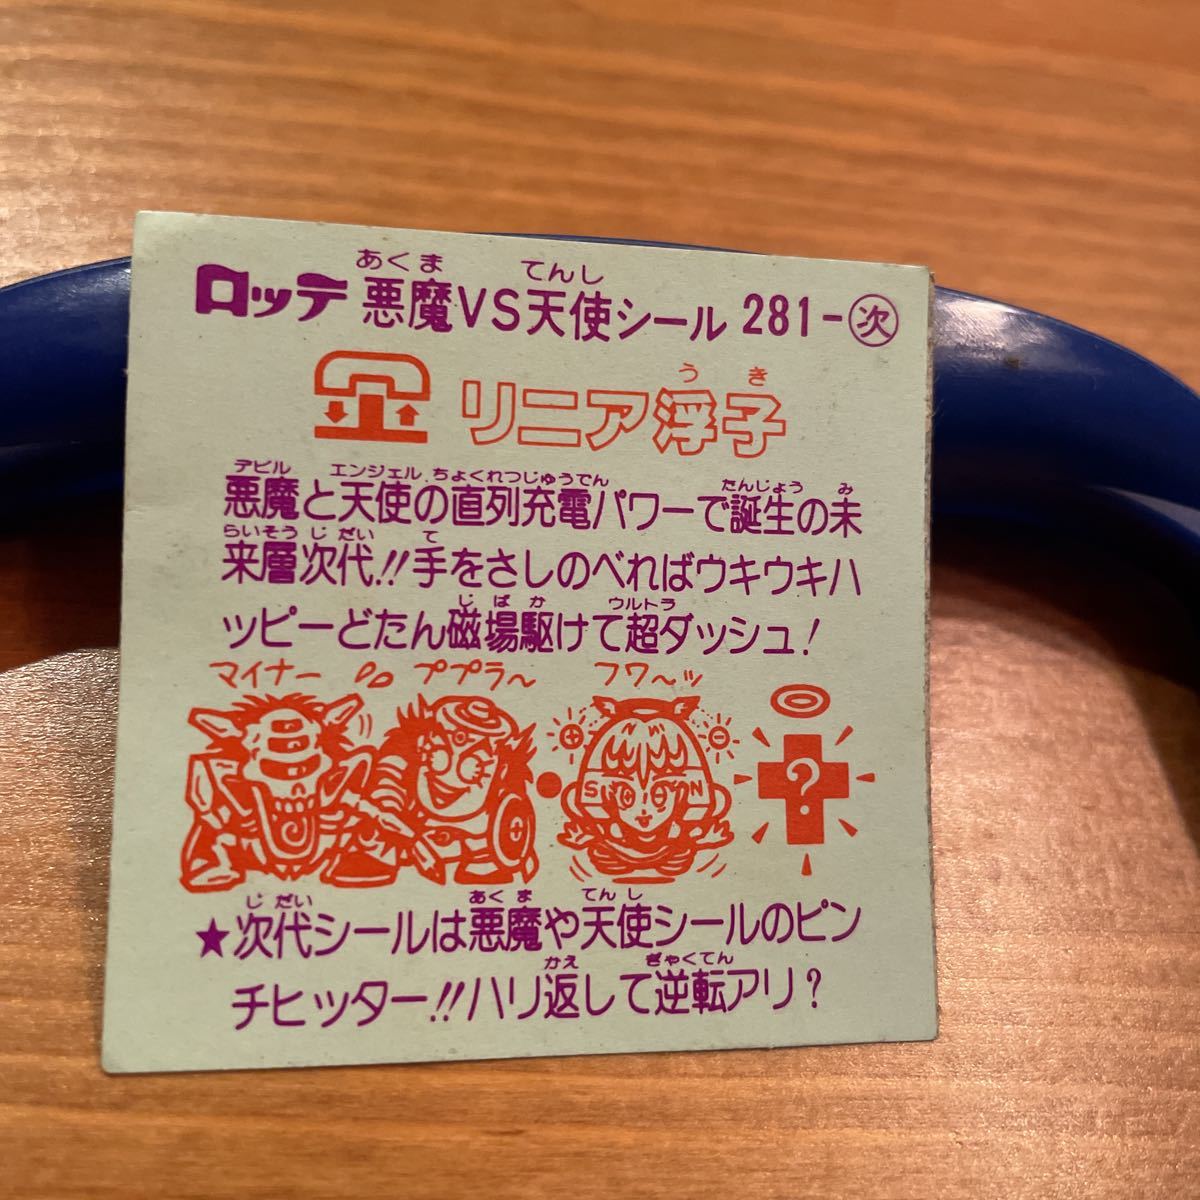 ロッテ 悪魔VS天使シール 281-㊝次
リニア浮子
悪魔と天使の直列充電パワーで誕生の未
来層次代!!手をさしのべればウキウキハ
ッピーどたん磁場駆けて超ダッシュ!
マイナー ププラ〜 フワ〜ッ
S N
?
★次代シールは悪魔や天使シールのピン
チヒッター!!ハリ返して逆転アリ?